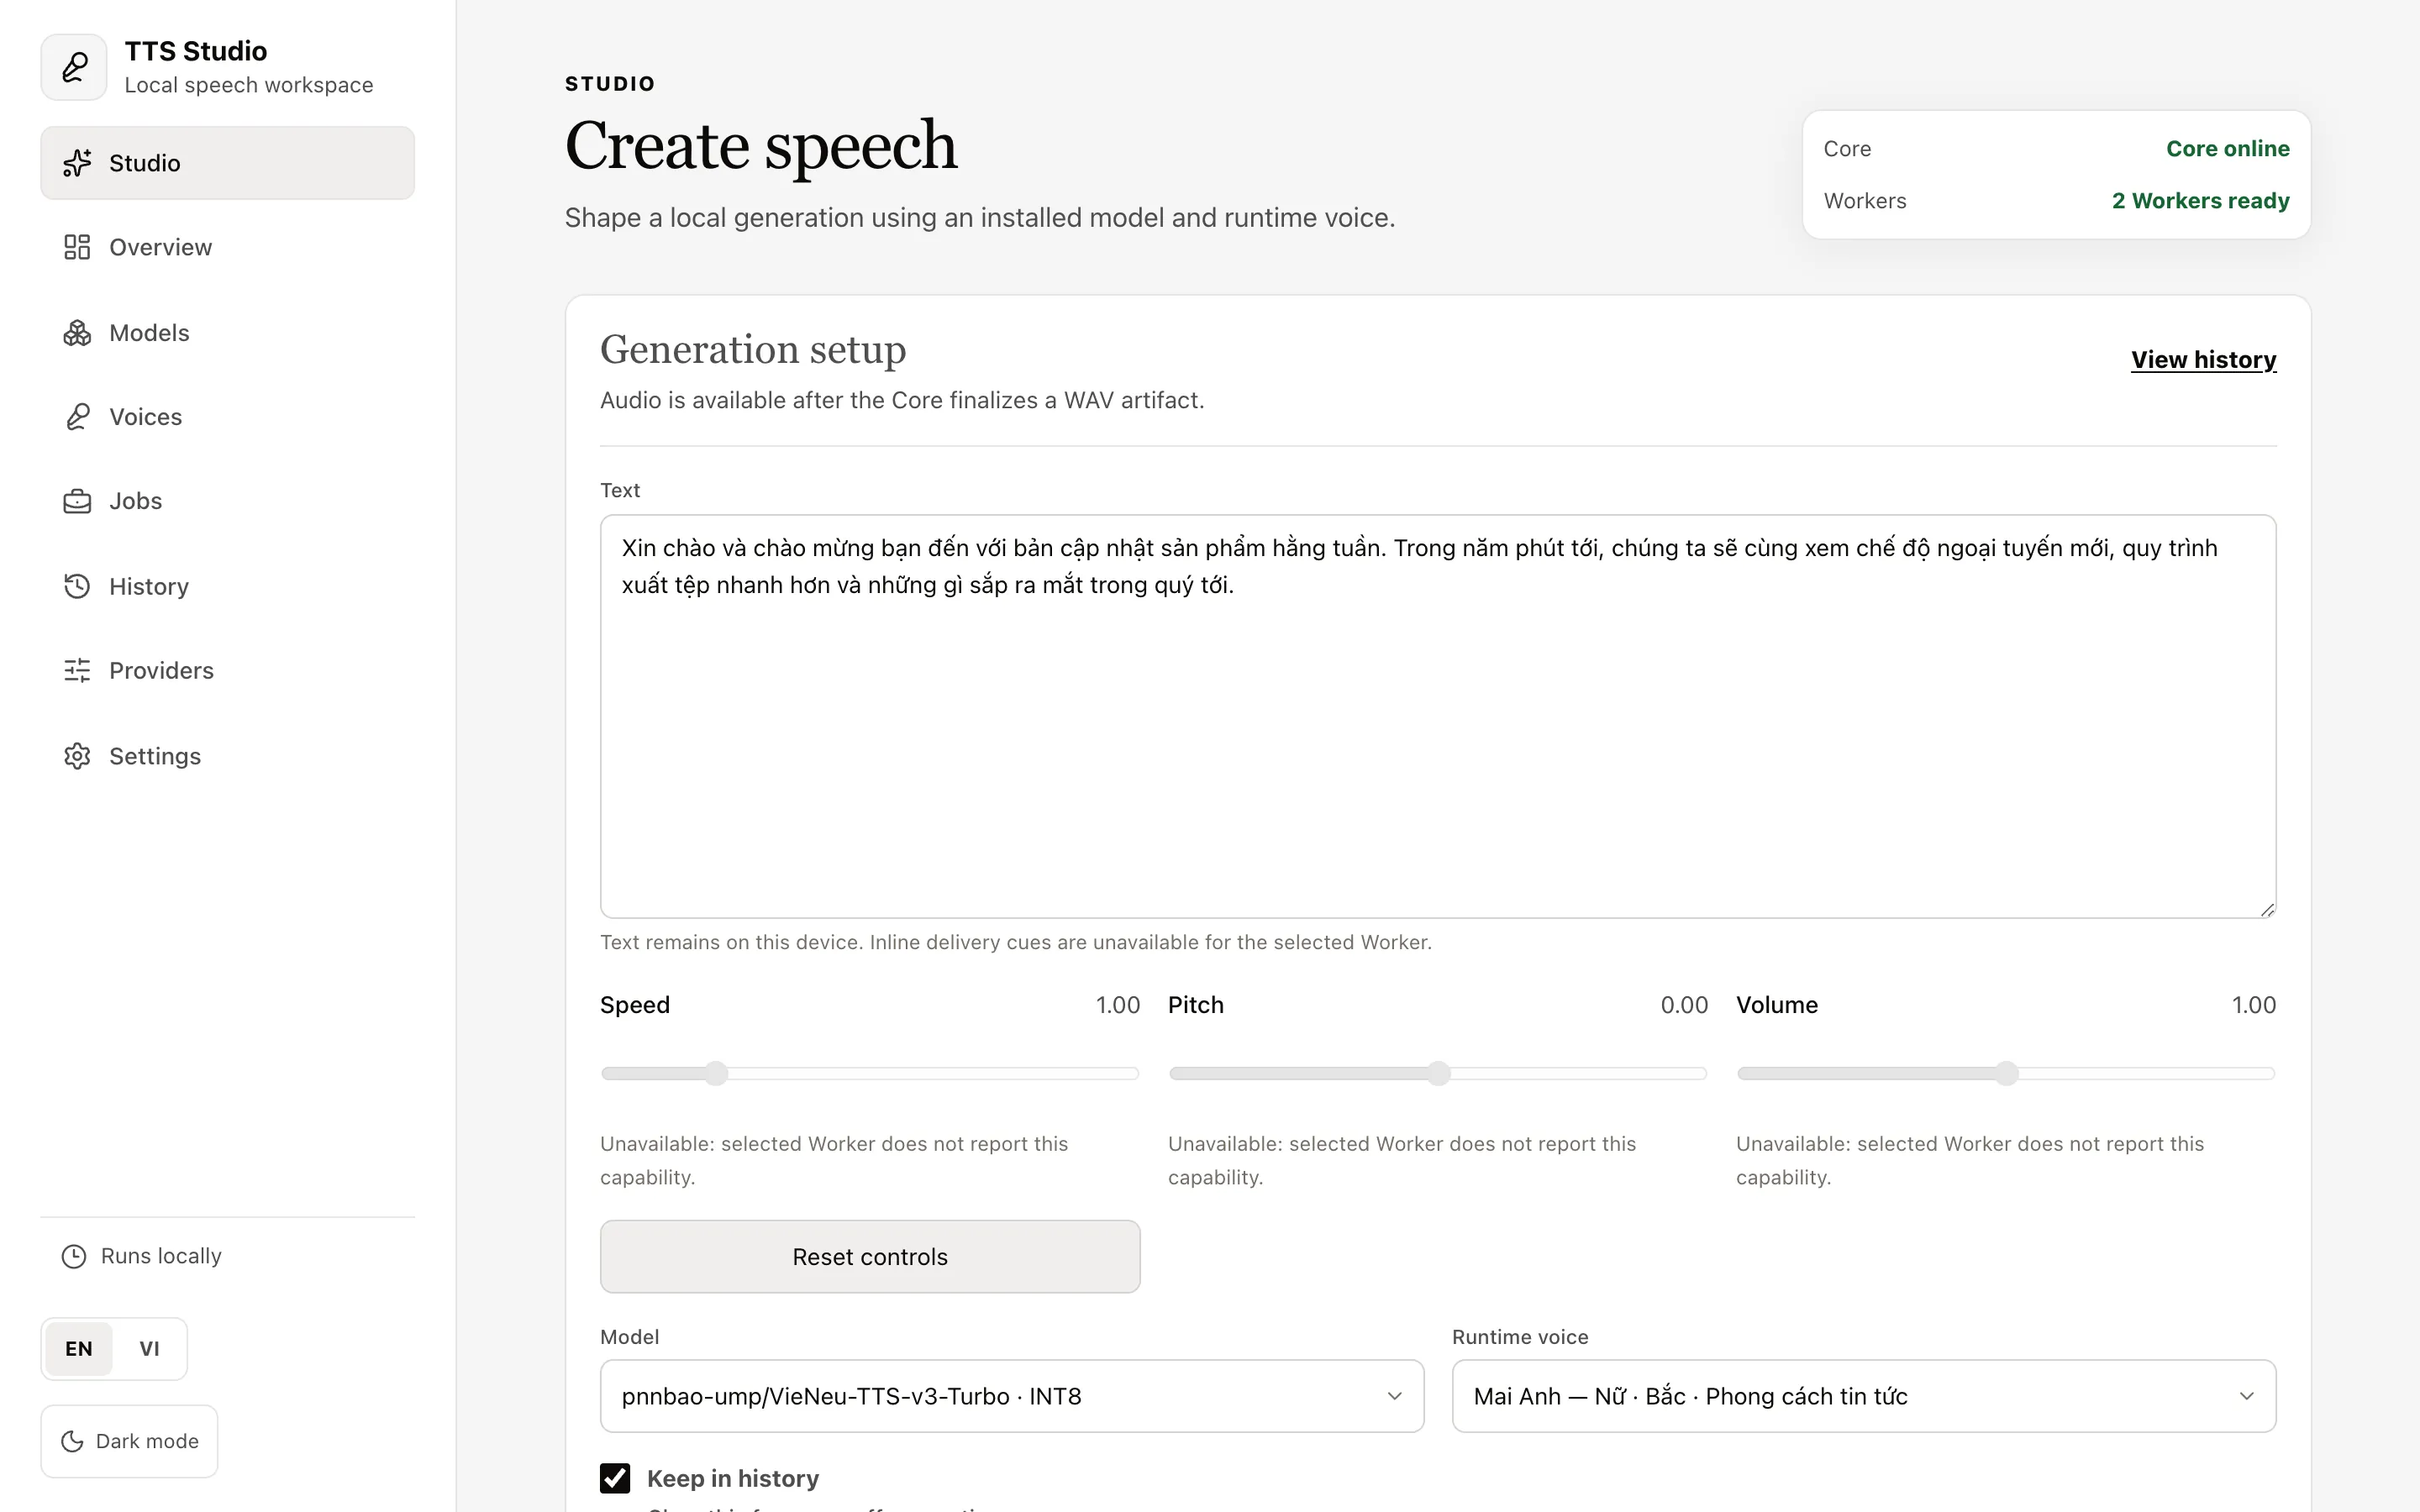 TTS Studio
Local speech workspace
Studio
Overview
Models
Voices
Jobs
History
Providers
Settings
Runs locally
EN VI
Dark mode
STUDIO
Create speech
Shape a local generation using an installed model and runtime voice.
Core Core online
Workers 2 Workers ready
Generation setup
View history
Audio is available after the Core finalizes a WAV artifact.
Text
Xin chào và chào mừng bạn đến với bản cập nhật sản phẩm hằng tuần. Trong năm phút tới, chúng ta sẽ cùng xem chế độ ngoại tuyến mới, quy trình
xuất tệp nhanh hơn và những gì sắp ra mắt trong quý tới.
Text remains on this device. Inline delivery cues are unavailable for the selected Worker.
Speed 1.00
Unavailable: selected Worker does not report this
capability.
Pitch 0.00
Unavailable: selected Worker does not report this
capability.
Volume 1.00
Unavailable: selected Worker does not report this
capability.
Reset controls
Model
pnnbao-ump/VieNeu-TTS-v3-Turbo · INT8
Runtime voice
Mai Anh — Nữ · Bắc · Phong cách tin tức
Keep in history